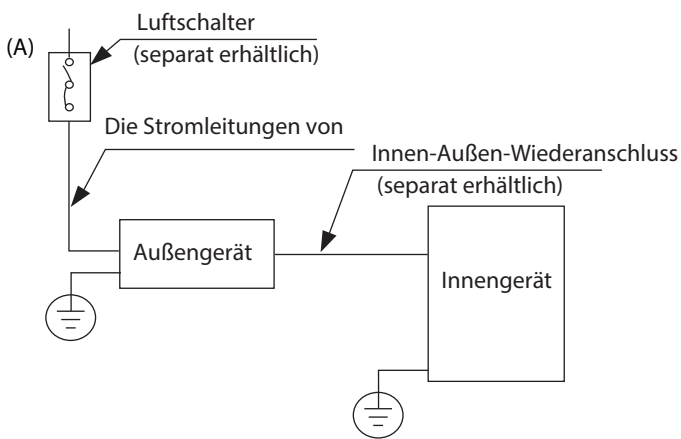 Luftschalter
(A)
(separat erhältlich)
Die Stromleitungen von
Innen-Außen-Wiederanschluss
(separat erhältlich)
Außengerät
Innengerät